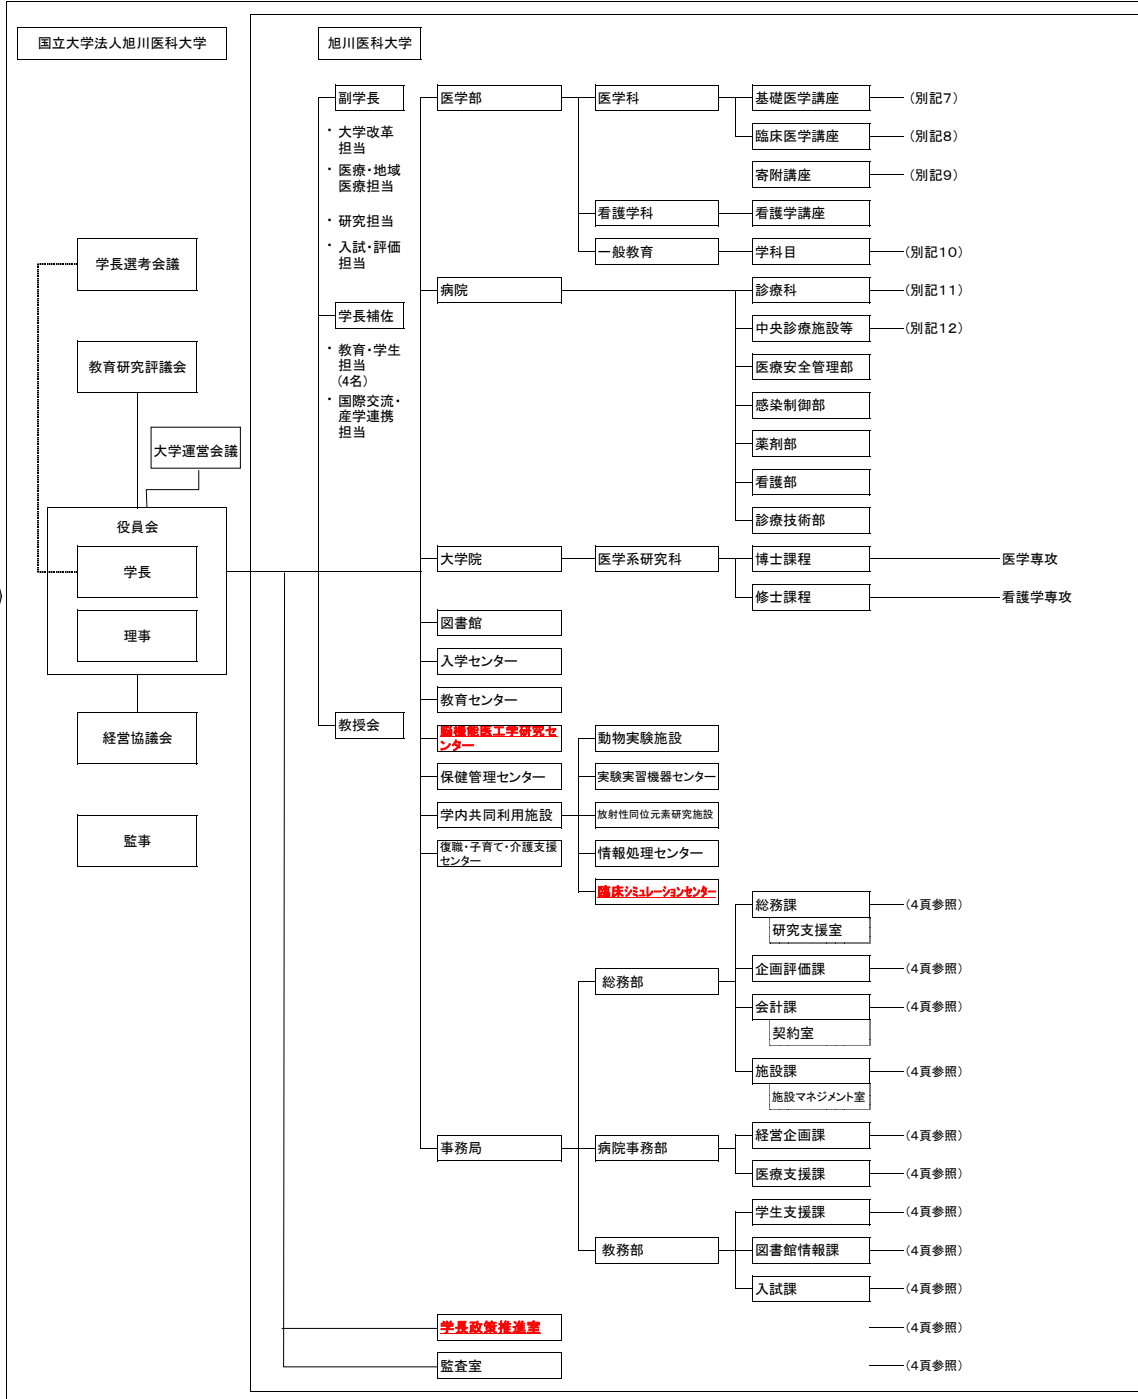 国立大学法人旭川医科大学
旭川医科大学
副学長
・大学改革
担当
・医療・地域
医療担当
・研究担当
・入試・評価
担当
学長補佐
・教育・学生
担当
(4名)
・国際交流・
産学連携
担当
教授会
学長選考会議
教育研究評議会
大学運営会議
役員会
学長
理事
経営協議会
監事
医学部
医学科
基礎医学講座
(別記7)
臨床医学講座
(別記8)
寄附講座
(別記9)
看護学科
看護学講座
一般教育
学科目
(別記10)
病院
診療科
(別記11)
中央診療施設等
(別記12)
医療安全管理部
感染制御部
薬剤部
看護部
診療技術部
大学院
医学系研究科
博士課程
医学専攻
修士課程
看護学専攻
図書館
入学センター
教育センター
脳機能医工学研究セ
ンター
保健管理センター
学内共同利用施設
復職・子育て・介護支援
センター
動物実験施設
実験実習機器センター
放射性同位元素研究施設
情報処理センター
臨床シミュレーションセンター
事務局
総務部
総務課
(4頁参照)
研究支援室
企画評価課
(4頁参照)
会計課
(4頁参照)
契約室
施設課
(4頁参照)
施設マネジメント室
病院事務部
経営企画課
(4頁参照)
医療支援課
(4頁参照)
教務部
学生支援課
(4頁参照)
図書館情報課
(4頁参照)
入試課
(4頁参照)
学長政策推進室
(4頁参照)
監査室
(4頁参照)